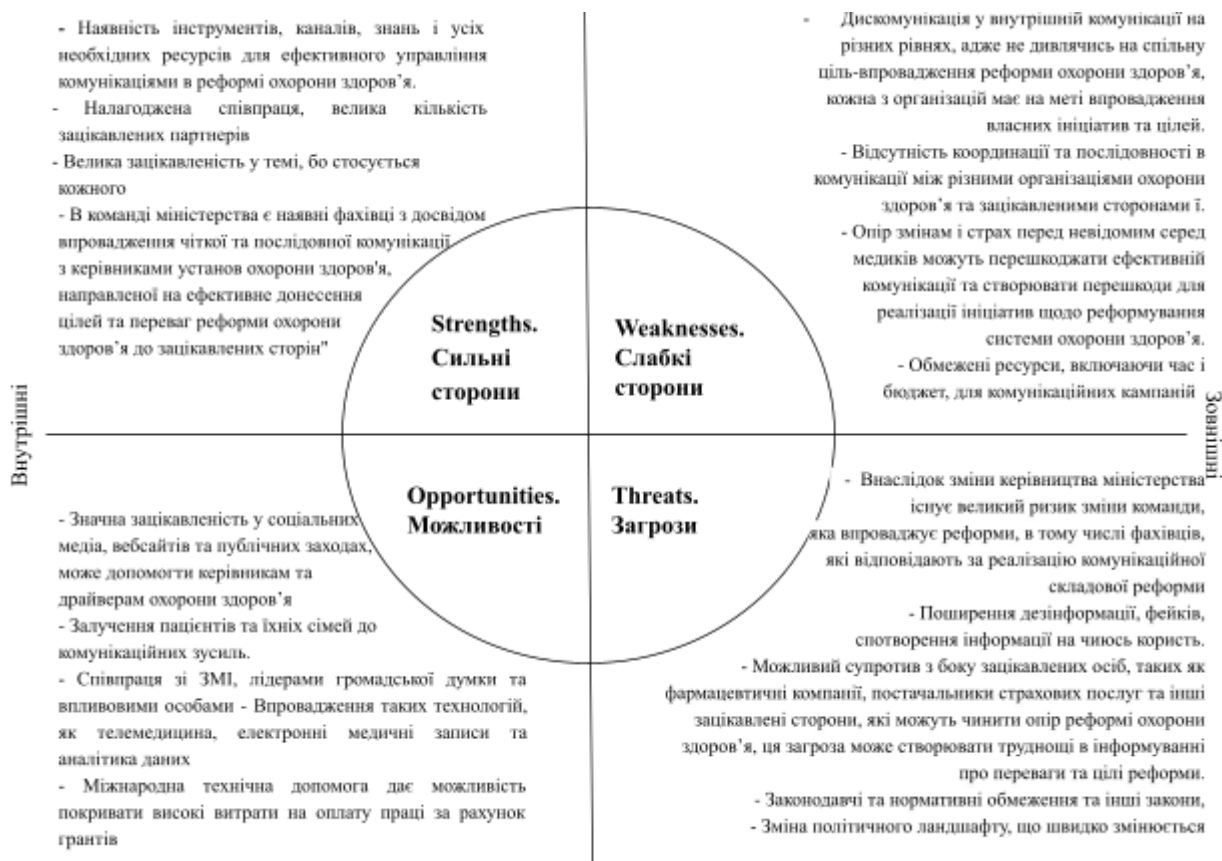 - Наявність інструментів, каналів, знань і усіх
необхідних ресурсів для ефективного управління
комунікаціями в реформі охорони здоров’я.
- Налагоджена співпраця, велика кількість
зацікавлених партнерів
- Велика зацікавленість у темі, бо стосується
кожного
- В команді міністерства є наявні фахівці з досвідом
впровадження чіткої та послідовної комунікації
з керівниками установ охорони здоров'я,
направленої на ефективне донесення
цілей та переваг реформи охорони
здоров’я до зацікавлених сторін"
- Дискомунікація у внутрішній комунікації на
різних рівнях, адже не дивлячись на спільну
ціль-впровадження реформи охорони здоров’я,
кожна з організацій має на меті впровадження
власних ініціатив та цілей.
- Відсутність координації та послідовності в
комунікації між різними організаціями охорони
здоров’я та зацікавленими сторонами ї.
- Опір змінам і страх перед невідомим серед
медиків можуть перешкоджати ефективній
комунікації та створювати перешкоди для
реалізації ініціатив щодо реформування
системи охорони здоров’я.
- Обмежені ресурси, включаючи час і
бюджет, для комунікаційних кампаній
Strengths.
Сильні
сторони
Weaknesses.
Слабкі
сторони
Внутрішні
Зовнішні
Opportunities.
Можливості
Threats.
Загрози
- Значна зацікавленість у соціальних
медіа, вебсайтів та публічних заходах,
може допомогти керівникам та
драйверам охорони здоров’я
- Залучення пацієнтів та їхніх сімей до
комунікаційних зусиль.
- Співпраця зі ЗМІ, лідерами громадської думки та
впливовими особами - Впровадження таких технологій,
як телемедицина, електронні медичні записи та
аналітика даних
- Міжнародна технічна допомога дає можливість
покривати високі витрати на оплату праці за рахунок
грантів
- Внаслідок зміни керівництва міністерства
існує великий ризик зміни команди,
яка впроваджує реформи, в тому числі фахівців,
які відповідають за реалізацію комунікаційної
складової реформи
- Поширення дезінформації, фейків,
спотворення інформації на чиюсь користь.
- Можливий супротив з боку зацікавлених осіб, таких як
фармацевтичні компанії, постачальники страхових послуг та інші
зацікавлені сторони, які можуть чинити опір реформі охорони
здоров’я, ця загроза може створювати труднощі в інформуванні
про переваги та цілі реформи.
- Законодавчі та нормативні обмеження та інші закони,
- Зміна політичного ландшафту, що швидко змінюється